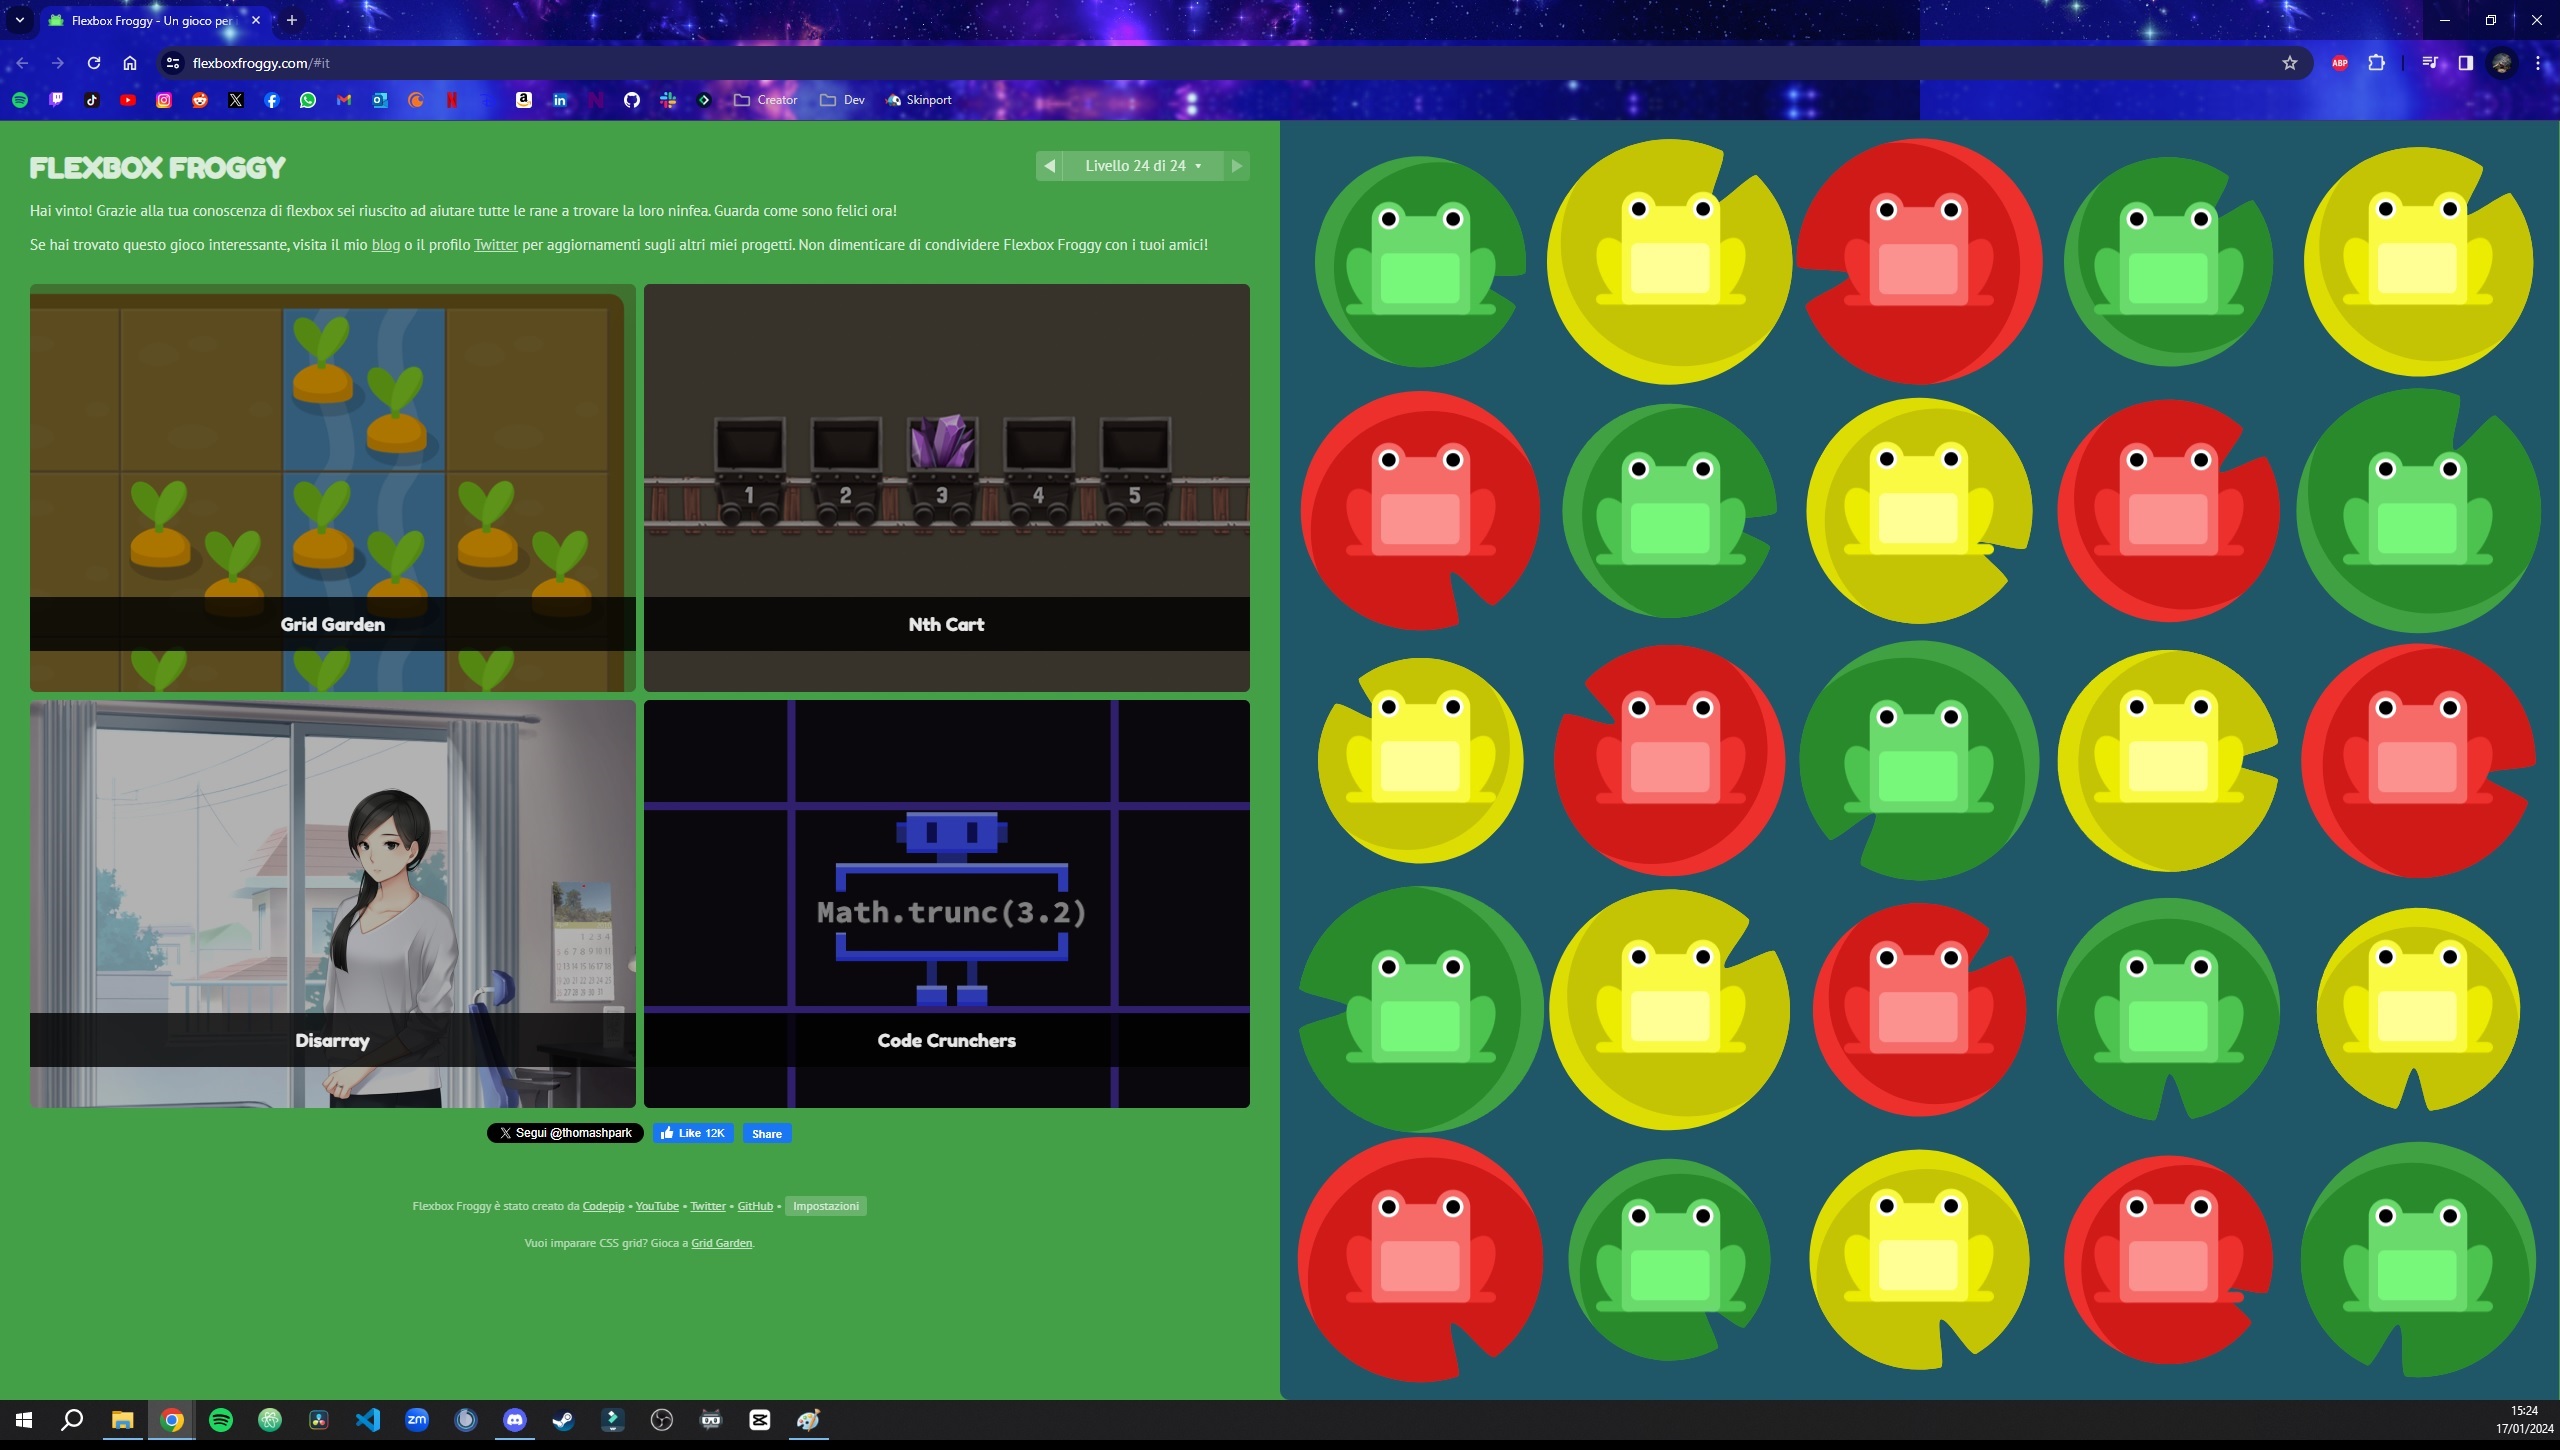 Flexbox Froggy - Un gioco per
flexboxfroggy.com/#it
ABP
Creator
Dev
Skinport
FLEXBOX FROGGY
Livello 24 di 24
Hai vinto! Grazie alla tua conoscenza di flexbox sei riuscito ad aiutare tutte le rane a trovare la loro ninfea. Guarda come sono felici ora!
Se hai trovato questo gioco interessante, visita il mio blog o il profilo Twitter per aggiornamenti sugli altri miei progetti. Non dimenticare di condividere Flexbox Froggy con i tuoi amici!
Grid Garden
1 2 3 4 5
Nth Cart
Disarray
Math.trunc(3.2)
Code Crunchers
Segui @thomashpark
Like 12K
Share
Flexbox Froggy è stato creato da Codepip • YouTube • Twitter • GitHub • Impostazioni
Vuoi imparare CSS grid? Gioca a Grid Garden.
zm
15:24
17/01/2024